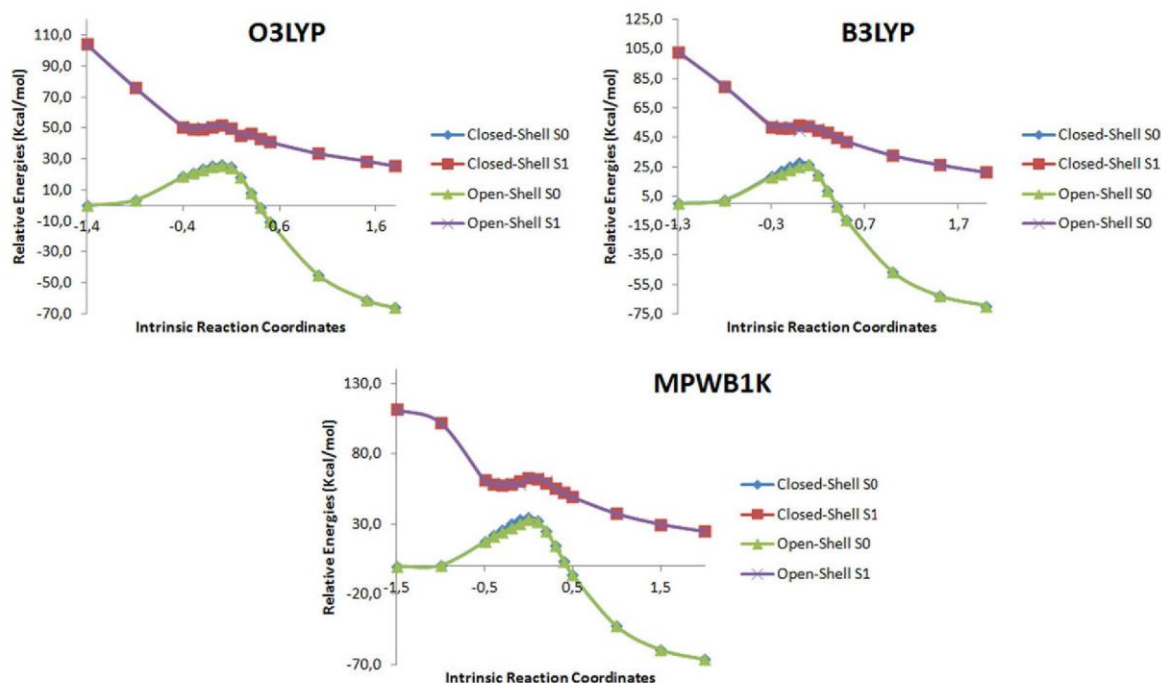 O3LYP
Relative Energies (Kcal/mol)
110,0
90,0
70,0
50,0
30,0
10,0
-10,0
-30,0
-50,0
-70,0
-1,4
-0,4
0,6
1,6
Intrinsic Reaction Coordinates
Closed-Shell S0
Closed-Shell S1
Open-Shell S0
Open-Shell S1
B3LYP
Relative Energies (Kcal/mol)
125,0
105,0
85,0
65,0
45,0
25,0
5,0
-15,0
-35,0
-55,0
-75,0
-1,3
-0,3
0,7
1,7
Intrinsic Reaction Coordinates
Closed-Shell S0
Closed-Shell S1
Open-Shell S0
Open-Shell S0
MPWB1K
Relative Energies (Kcal/mol)
130,0
80,0
30,0
-20,0
-70,0
-1,5
-0,5
0,5
1,5
Intrinsic Reaction Coordinates
Closed-Shell S0
Closed-Shell S1
Open-Shell S0
Open-Shell S1